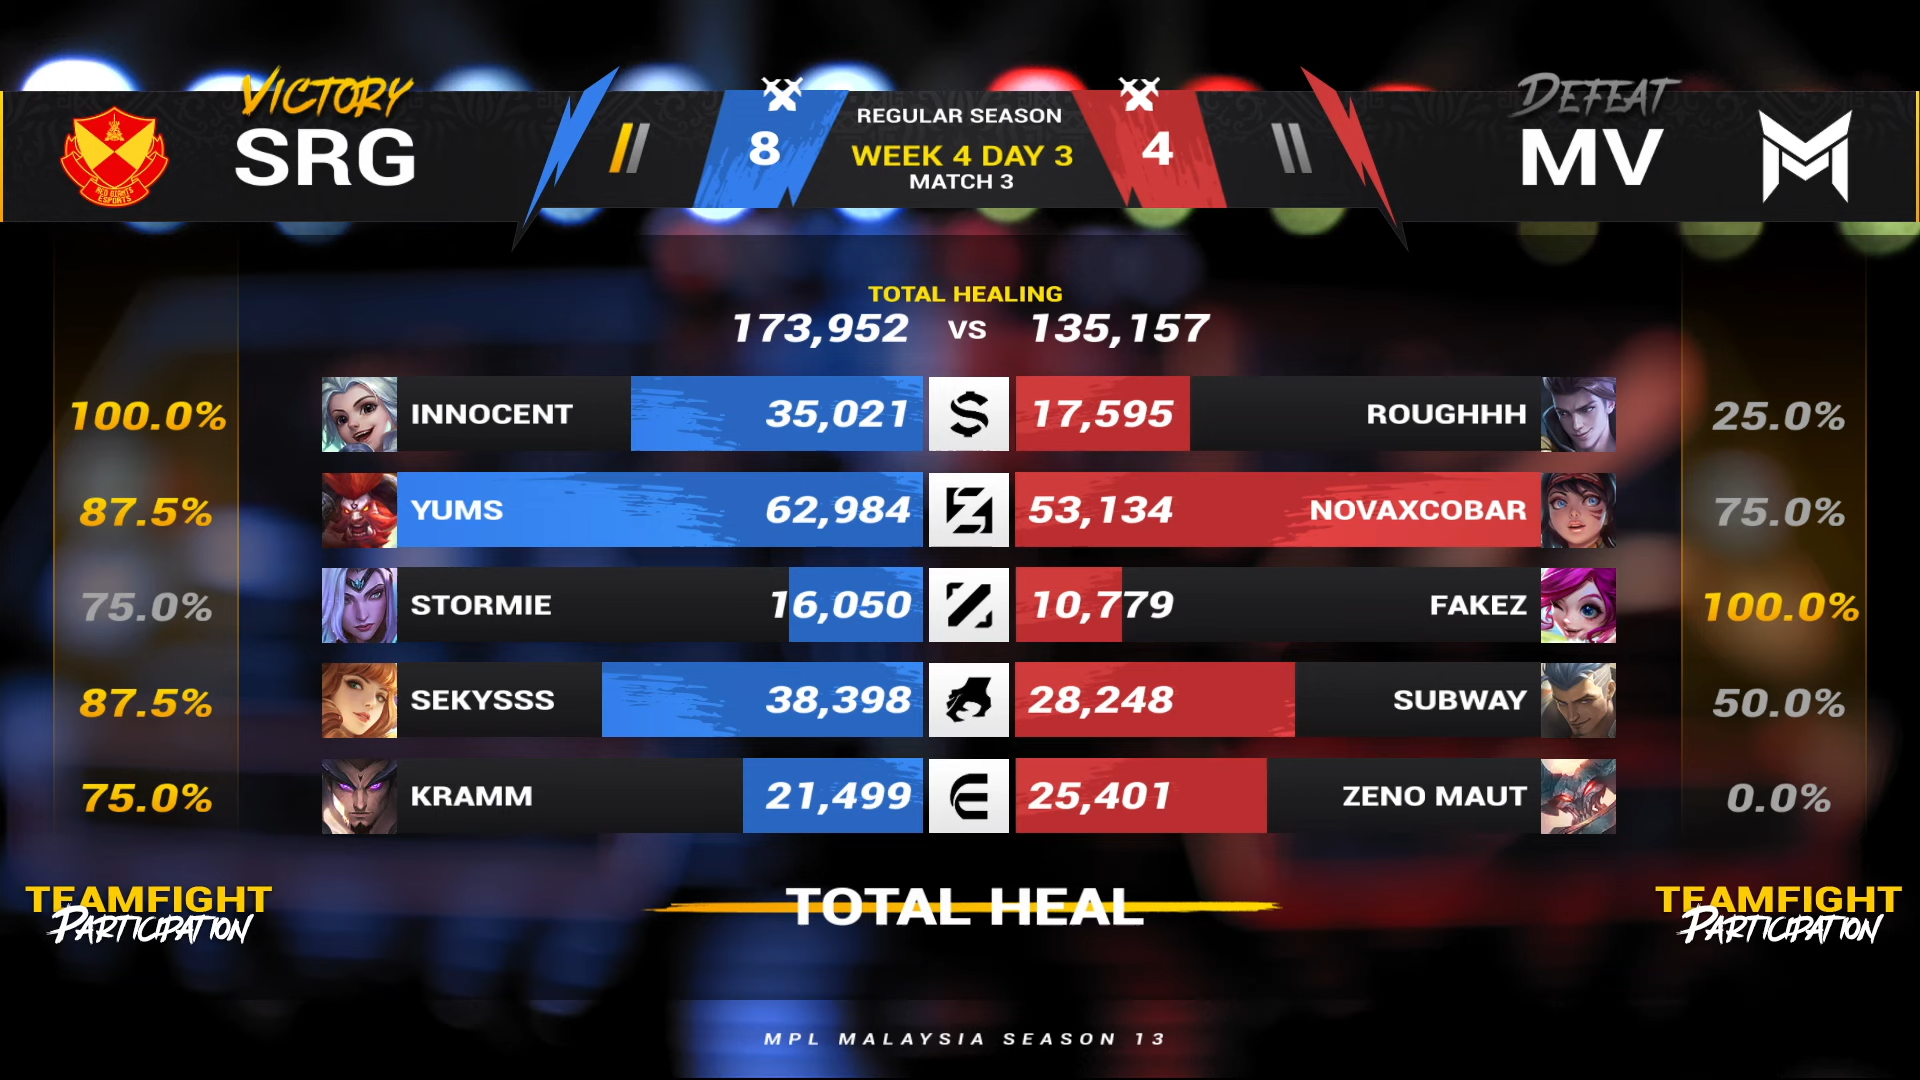 VICTORY
SRG
8
REGULAR SEASON
WEEK 4 DAY 3
MATCH 3
4
DEFEAT
MV
RED GIANTS
ESPORTS
TOTAL HEALING
173,952 VS 135,157
100.0% INNOCENT 35,021 17,595 ROUGHHH 25.0%
87.5% YUMS 62,984 53,134 NOVAXCOBAR 75.0%
75.0% STORMIE 16,050 10,779 FAKEZ 100.0%
87.5% SEKYSSS 38,398 28,248 SUBWAY 50.0%
75.0% KRAMM 21,499 25,401 ZENO MAUT 0.0%
TEAMFIGHT
PARTICIPATION
TOTAL HEAL
TEAMFIGHT
PARTICIPATION
MPL MALAYSIA SEASON 13